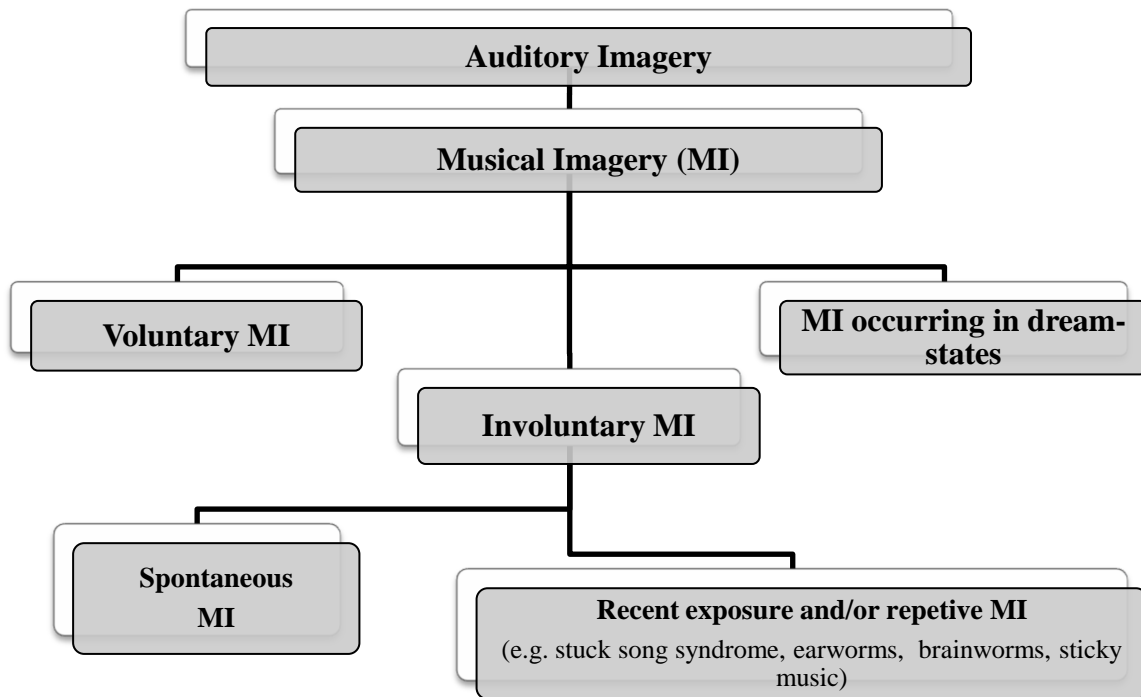 Auditory Imagery
Musical Imagery (MI)
Voluntary MI
MI occurring in dream-
states
Involuntary MI
Spontaneous
MI
Recent exposure and/or repetive MI
(e.g. stuck song syndrome, earworms, brainworms, sticky
music)